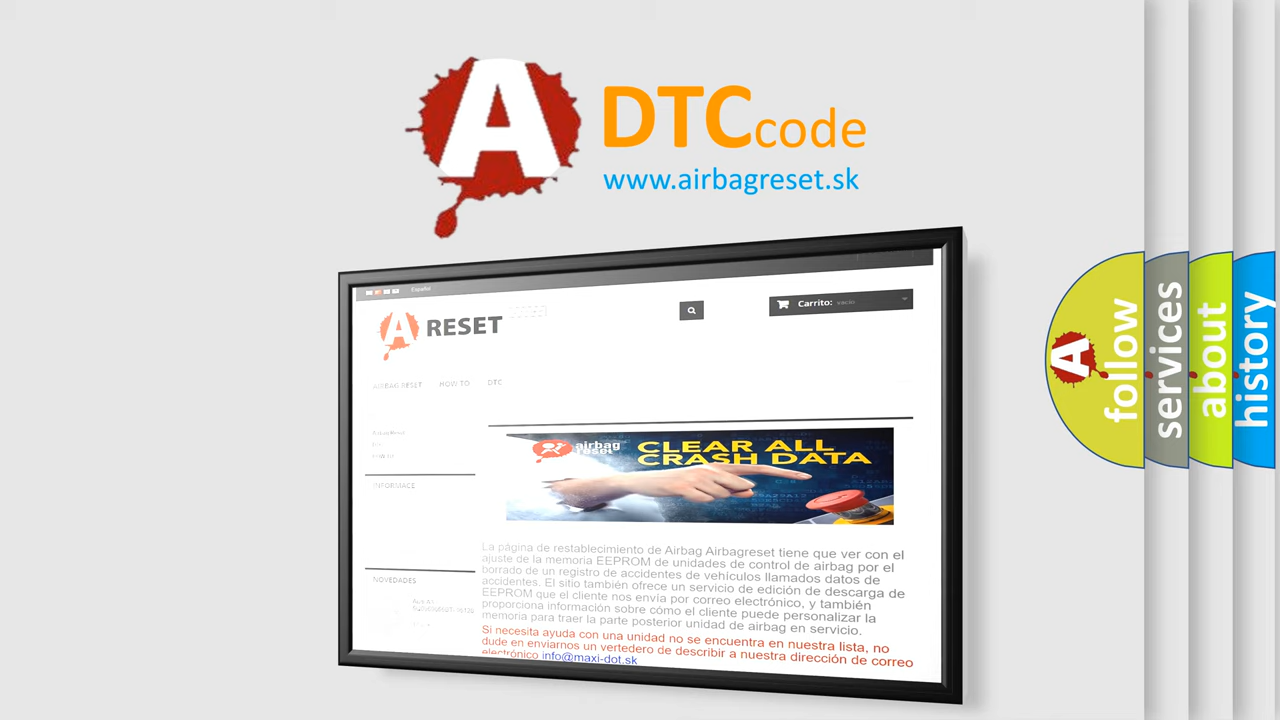 A DTCcode
www.airbagreset.sk
Español
A RESET
Carrito: vacío
AIRBAG RESET HOW TO DTC
INFORMACE
NOVEDADES
airbag
reset
CLEAR ALL
CRASH DATA
La página de restablecimiento de Airbag Airbagreset tiene que ver con el
ajuste de la memoria EEPROM de unidades de control de airbag por el
borrado de un registro de accidentes de vehículos llamados datos de
accidentes. El sitio también ofrece un servicio de edición de descarga de
EEPROM que el cliente nos envía por correo electrónico, y también
proporciona información sobre cómo el cliente puede personalizar la
memoria para traer la parte posterior unidad de airbag en servicio.
Si necesita ayuda con una unidad no se encuentra en nuestra lista, no
dude en enviarnos un vertedero de describir a nuestra dirección de correo
electrónico info@maxi-dot.sk
A follow
services
about
history